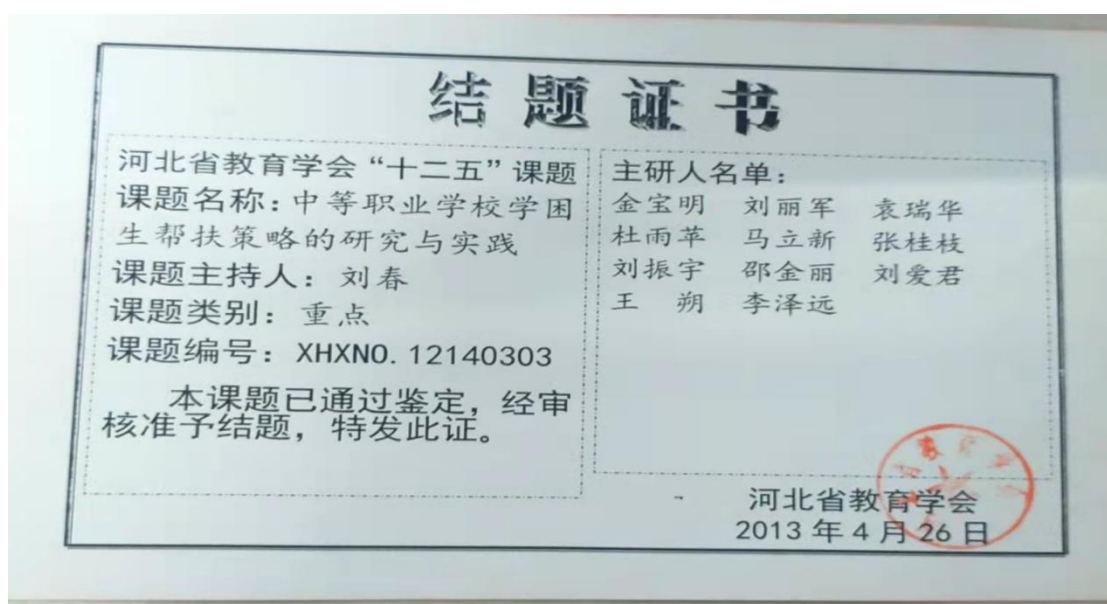 结题证书
河北省教育学会“十二五”课题
课题名称：中等职业学校学困
生帮扶策略的研究与实践
课题主持人：刘春
课题类别：重点
课题编号：XHXNO.12140303
本课题已通过鉴定，经审
核准予结题，特发此证。
主研人名单：
金宝明 刘丽军 袁瑞华
杜雨苹 马立新 张桂枝
刘振宇 邵金丽 刘爱君
王 朔 李泽远
河北省教育学会
2013年4月26日